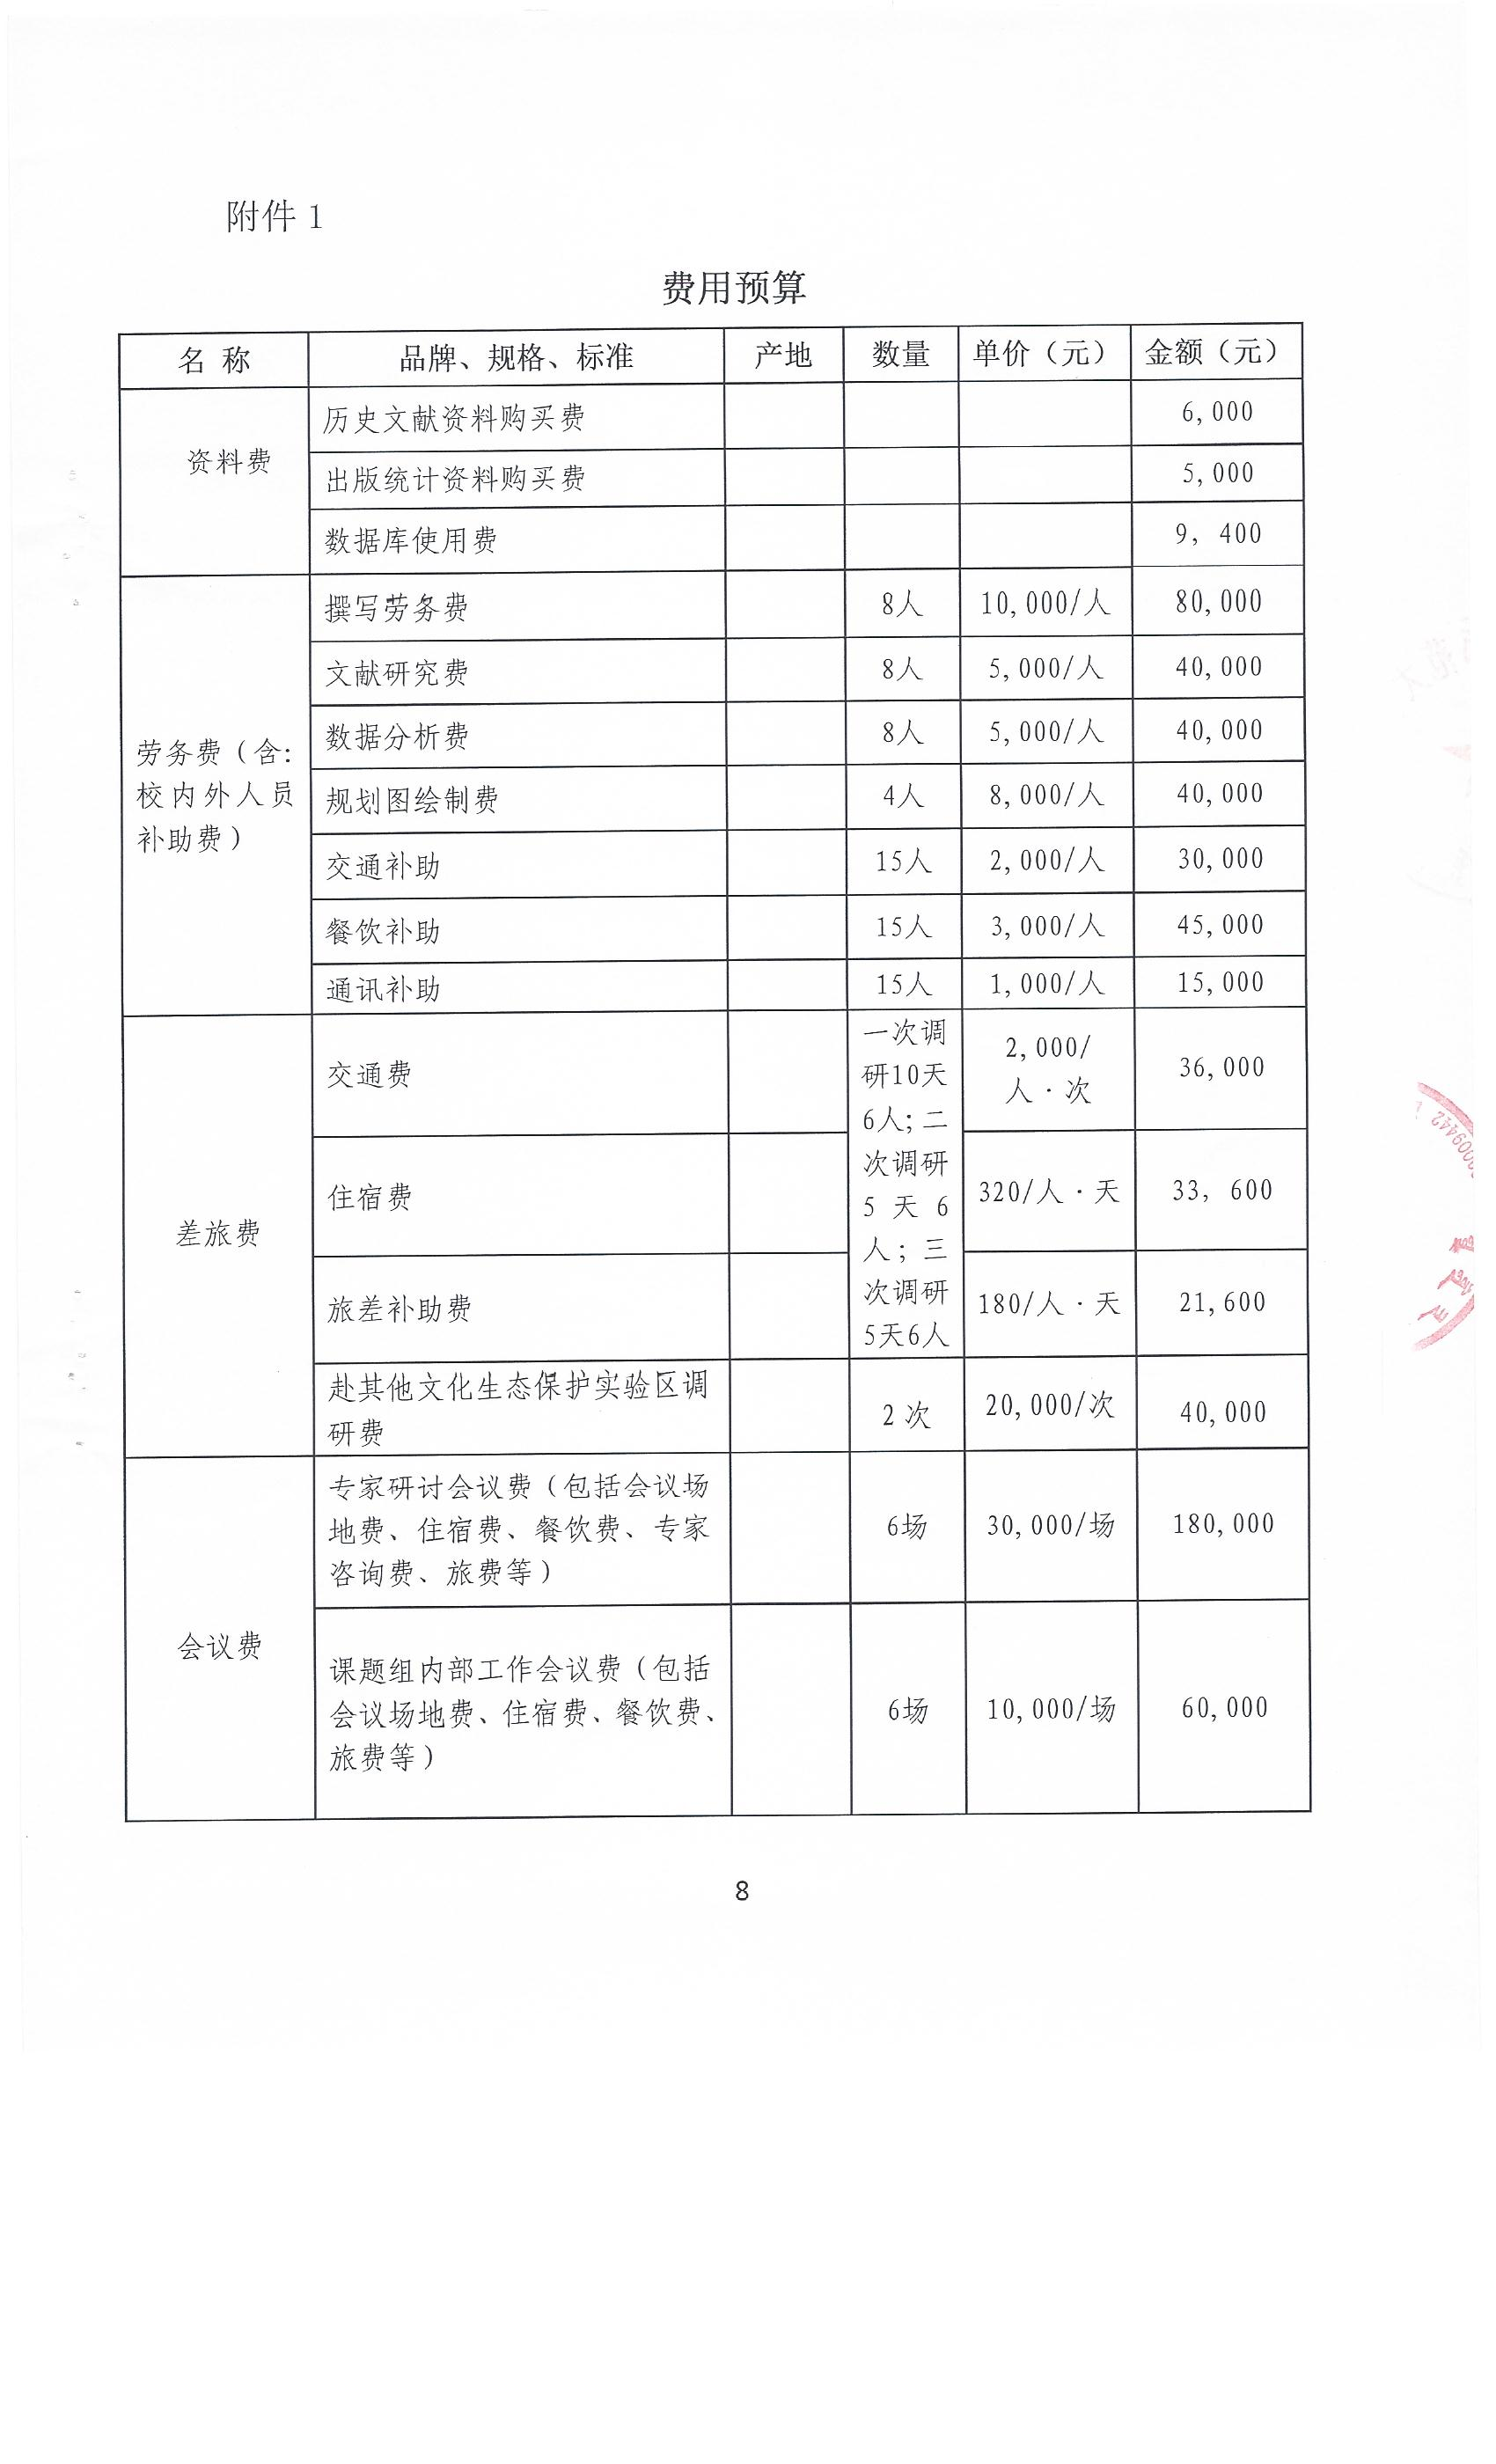 附件 1
费用预算
名 称 品牌、规格、标准 产地 数量 单价（元） 金额（元）
资料费
历史文献资料购买费 6,000
出版统计资料购买费 5,000
数据库使用费 9, 400
劳务费（含:
校内外人员
补助费）
撰写劳务费 8人 10,000/人 80,000
文献研究费 8人 5,000/人 40,000
数据分析费 8人 5,000/人 40,000
规划图绘制费 4人 8,000/人 40,000
交通补助 15人 2,000/人 30,000
餐饮补助 15人 3,000/人 45,000
通讯补助 15人 1,000/人 15,000
差旅费
一次调
研10天
6人; 二
次调研
5 天 6
人; 三
次调研
5天6人
交通费
2,000/
人·次
36,000
住宿费 320/人·天 33, 600
旅差补助费 180/人·天 21,600
赴其他文化生态保护实验区调
研费
2 次 20,000/次 40,000
会议费
专家研讨会议费（包括会议场
地费、住宿费、餐饮费、专家
咨询费、旅费等）
6场 30,000/场 180,000
课题组内部工作会议费（包括
会议场地费、住宿费、餐饮费、
旅费等）
6场 10,000/场 60,000
8